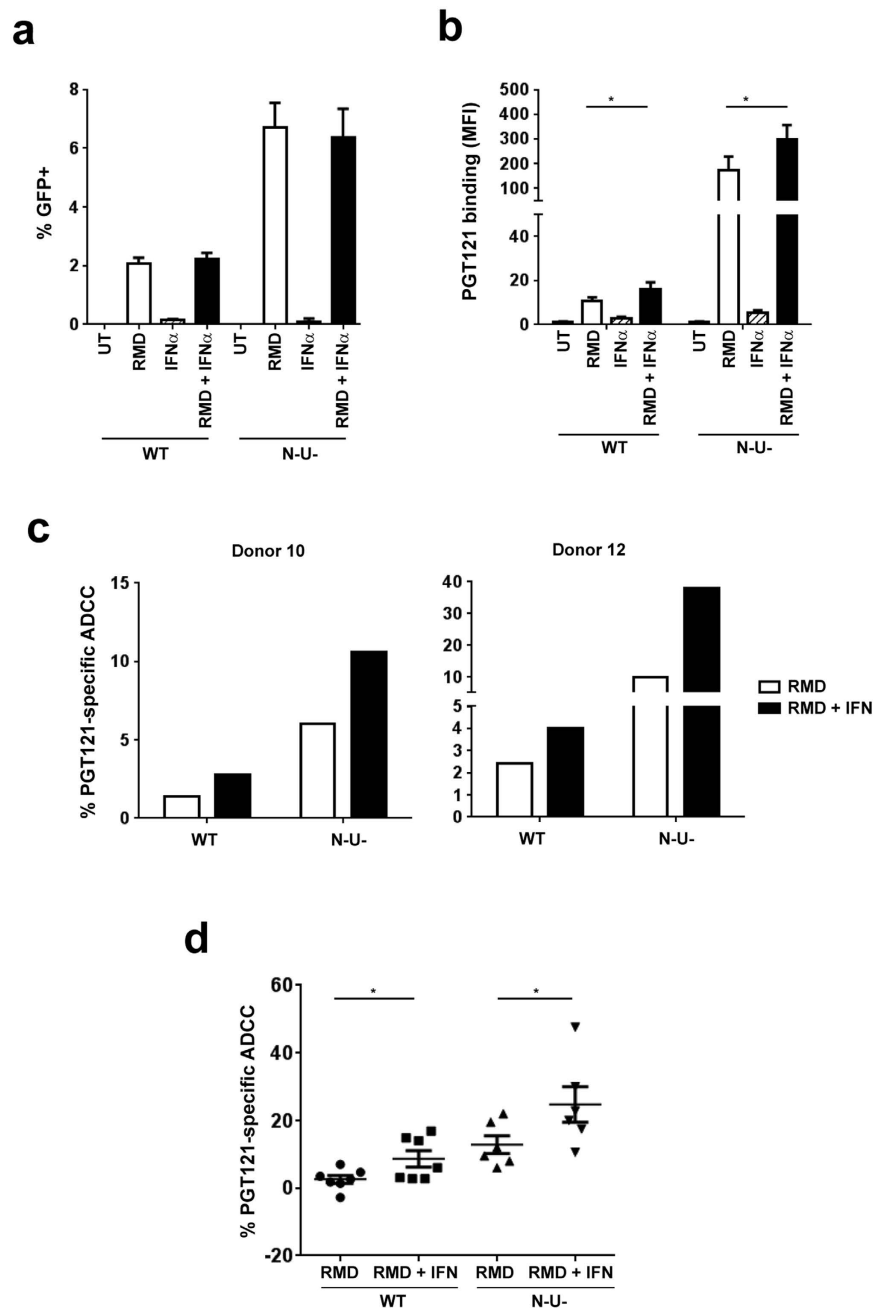 a
% GFP+
8
6
4
2
0
UT
RMD
IFNα
RMD + IFNα
UT
RMD
IFNα
RMD + IFNα
WT
N-U-
b
PGT121 binding (MFI)
500
400
300
200
100
40
20
0
*
*
UT
RMD
IFNα
RMD + IFNα
UT
RMD
IFNα
RMD + IFNα
WT
N-U-
c
Donor 10
% PGT121-specific ADCC
15
10
5
0
WT
N-U-
Donor 12
40
30
20
10
5
4
3
2
1
0
WT
N-U-
RMD
RMD + IFN
d
% PGT121-specific ADCC
60
40
20
0
-20
*
*
RMD
RMD + IFN
RMD
RMD + IFN
WT
N-U-